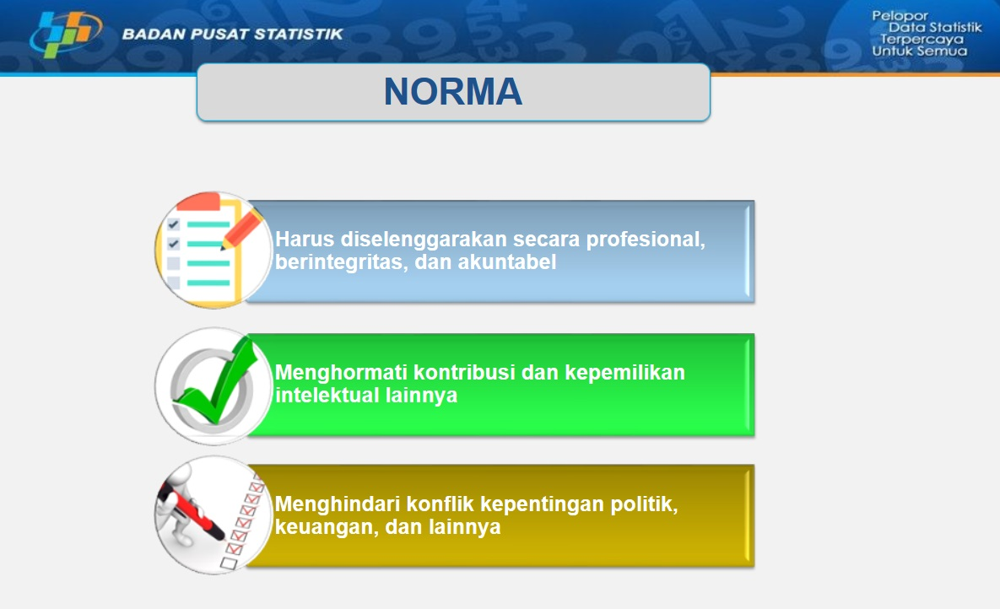 BADAN PUSAT STATISTIK
Pelopor
Data Statistik
Terpercaya
Untuk Semua
NORMA
Harus diselenggarakan secara profesional,
berintegritas, dan akuntabel
Menghormati kontribusi dan kepemilikan
intelektual lainnya
Menghindari konflik kepentingan politik,
keuangan, dan lainnya